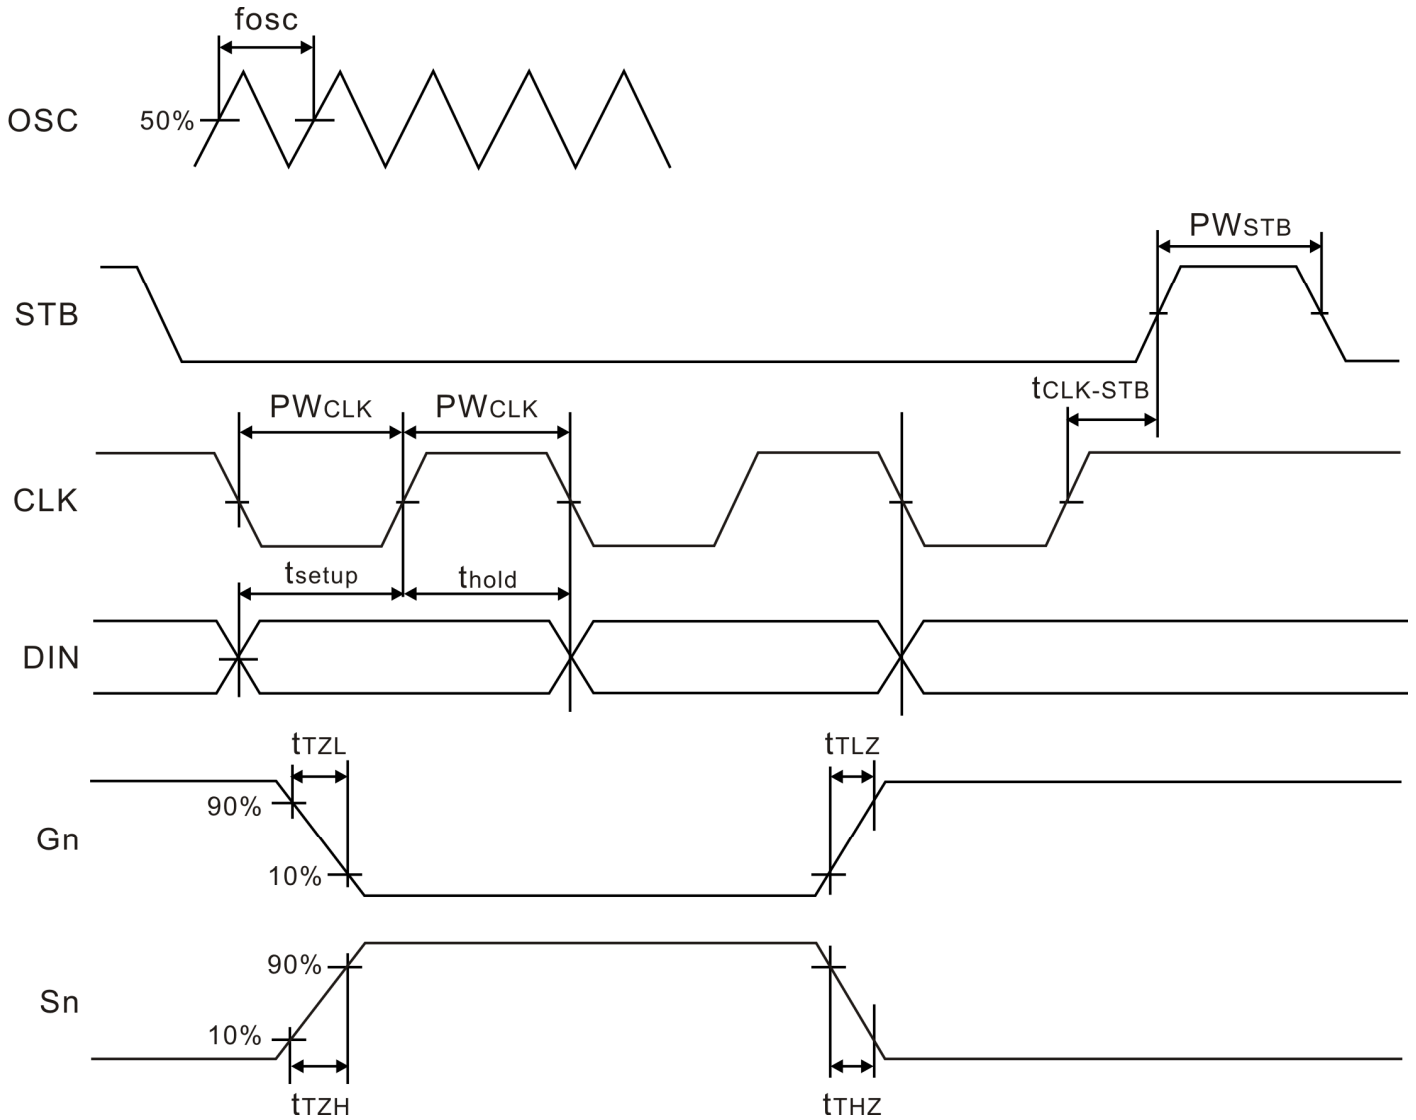 fosc
OSC
50%
PWSTB
STB
tCLK-STB
PWCLK PWCLK
CLK
tsetup thold
DIN
tTZL tTLZ
90%
Gn
10%
90%
Sn
10%
tTZH tTHZ